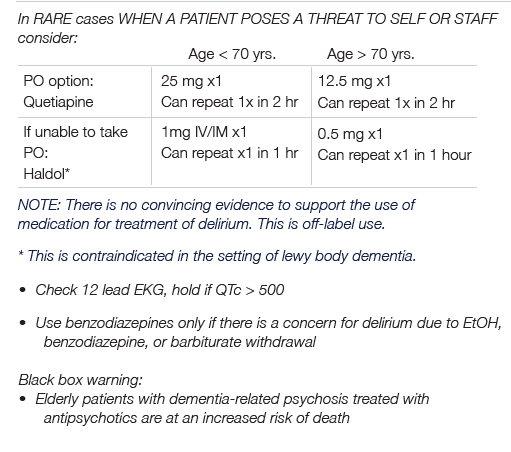 In RARE cases WHEN A PATIENT POSES A THREAT TO SELF OR STAFF
consider:
Age < 70 yrs. Age > 70 yrs.
PO option: 25 mg x1 12.5 mg x1
Quetiapine Can repeat 1x in 2 hr Can repeat 1x in 2 hr
If unable to take 1mg IV/IM x1 0.5 mg x1
PO: Can repeat x1 in 1 hr Can repeat x1 in 1 hour
Haldol*
NOTE: There is no convincing evidence to support the use of
medication for treatment of delirium. This is off-label use.
* This is contraindicated in the setting of lewy body dementia.
• Check 12 lead EKG, hold if QTc > 500
• Use benzodiazepines only if there is a concern for delirium due to EtOH,
benzodiazepine, or barbiturate withdrawal
Black box warning:
• Elderly patients with dementia-related psychosis treated with
antipsychotics are at an increased risk of death